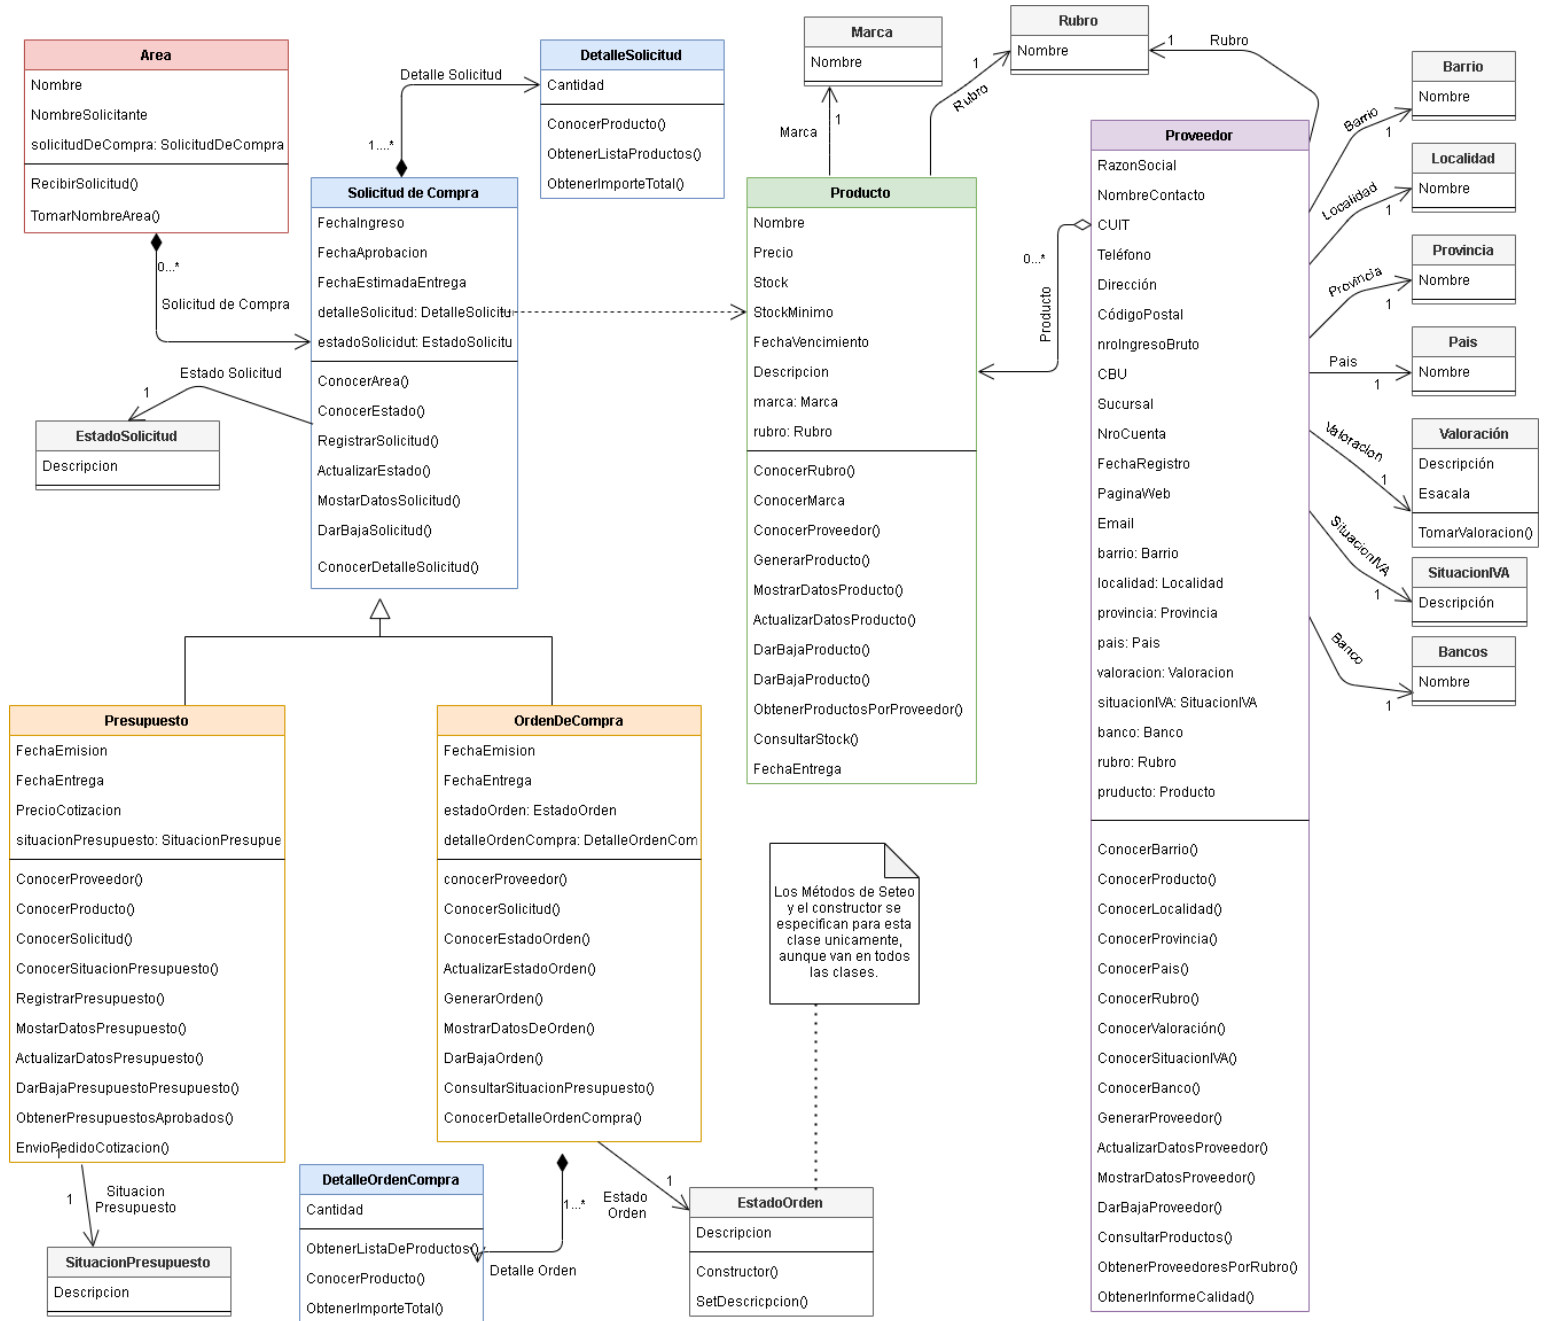 Area
Nombre
NombreSolicitante
solicitudDeCompra: SolicitudDeCompra
RecibirSolicitud()
TomarNombreArea()
0...*
Solicitud de Compra
Detalle Solicitud
1....*
DetalleSolicitud
Cantidad
ConocerProducto()
ObtenerListaProductos()
ObtenerImporteTotal()
Solicitud de Compra
FechaIngreso
FechaAprobacion
FechaEstimadaEntrega
detalleSolicitud: DetalleSolicitu
estadoSolicidut: EstadoSolicitu
ConocerArea()
ConocerEstado()
RegistrarSolicitud()
ActualizarEstado()
MostarDatosSolicitud()
DarBajaSolicitud()
ConocerDetalleSolicitud()
Estado Solicitud
1
EstadoSolicitud
Descripcion
Marca
Nombre
Marca
1
Rubro
Nombre
1
Rubro
1
Rubro
Producto
Nombre
Precio
Stock
StockMinimo
FechaVencimiento
Descripcion
marca: Marca
rubro: Rubro
ConocerRubro()
ConocerMarca
ConocerProveedor()
GenerarProducto()
MostrarDatosProducto()
ActualizarDatosProducto()
DarBajaProducto()
DarBajaProducto()
ObtenerProductosPorProveedor()
ConsultarStock()
FechaEntrega
0...*
Producto
Proveedor
RazonSocial
NombreContacto
CUIT
Teléfono
Dirección
CódigoPostal
nroIngresoBruto
CBU
Sucursal
NroCuenta
FechaRegistro
PaginaWeb
Email
barrio: Barrio
localidad: Localidad
provincia: Provincia
pais: Pais
valoracion: Valoracion
situacionIVA: SituacionIVA
banco: Banco
rubro: Rubro
pruducto: Producto
ConocerBarrio()
ConocerProducto()
ConocerLocalidad()
ConocerProvincia()
ConocerPais()
ConocerRubro()
ConocerValoración()
ConocerSituacionIVA()
ConocerBanco()
GenerarProveedor()
ActualizarDatosProveedor()
MostrarDatosProveedor()
DarBajaProveedor()
ConsultarProductos()
ObtenerProveedoresPorRubro()
ObtenerInformeCalidad()
Barrio
1
Barrio
Nombre
Localidad
1
Localidad
Nombre
Provincia
1
Provincia
Nombre
Pais
1
Pais
Nombre
Valoracion
1
Valoración
Descripción
Esacala
TomarValoracion()
SituacionIVA
1
SituacionIVA
Descripción
Banco
1
Bancos
Nombre
Presupuesto
FechaEmision
FechaEntrega
PrecioCotizacion
situacionPresupuesto: SituacionPresupue
ConocerProveedor()
ConocerProducto()
ConocerSolicitud()
ConocerSituacionPresupuesto()
RegistrarPresupuesto()
MostarDatosPresupuesto()
ActualizarDatosPresupuesto()
DarBajaPresupuestoPresupuesto()
ObtenerPresupuestosAprobados()
EnvioPedidoCotizacion()
1
1
Situacion
Presupuesto
SituacionPresupuesto
Descripcion
OrdenDeCompra
FechaEmision
FechaEntrega
estadoOrden: EstadoOrden
detalleOrdenCompra: DetalleOrdenCom
conocerProveedor()
ConocerSolicitud()
ConocerEstadoOrden()
ActualizarEstadoOrden()
GenerarOrden()
MostrarDatosDeOrden()
DarBajaOrden()
ConsultarSituacionPresupuesto()
ConocerDetalleOrdenCompra()
DetalleOrdenCompra
Cantidad
ObtenerListaDeProductos()
ConocerProducto()
ObtenerImporteTotal()
1...*
Detalle Orden
Estado
Orden
1
EstadoOrden
Descripcion
Constructor()
SetDescricpcion()
Los Métodos de Seteo
y el constructor se
especifican para esta
clase unicamente,
aunque van en todos
las clases.